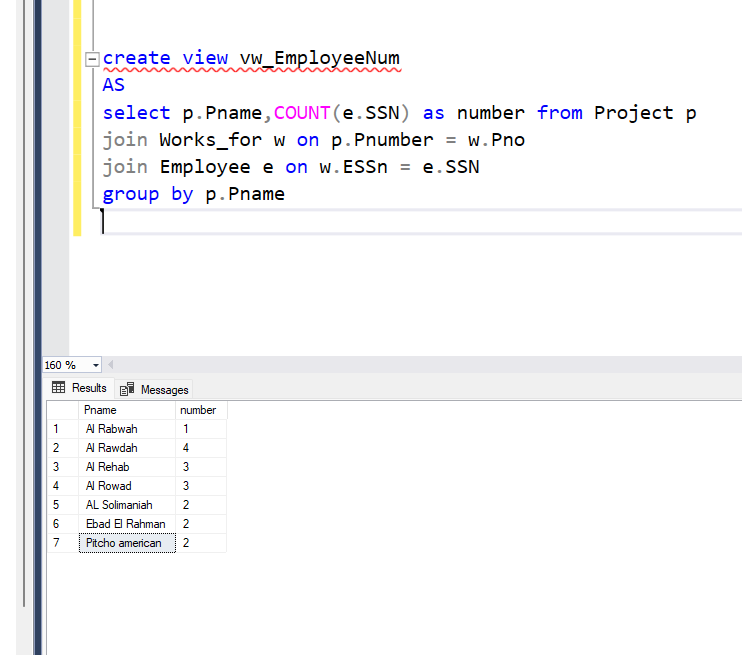 create view vw_EmployeeNum
AS
select p.Pname,COUNT(e.SSN) as number from Project p
join Works_for w on p.Pnumber = w.Pno
join Employee e on w.ESSn = e.SSN
group by p.Pname
160 %
Results Messages
Pname number
1 Al Rabwah 1
2 Al Rawdah 4
3 Al Rehab 3
4 Al Rowad 3
5 AL Solimaniah 2
6 Ebad El Rahman 2
7 Pitcho american 2